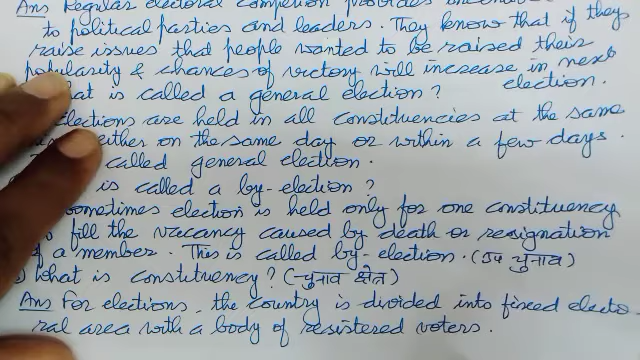 Ans Regular electoral competion provides
to political parties and leaders. They know that if they
raise issues that people wanted to be raised their
popularity & chances of victory will increase in next
election.
hat is called a general election?
Elections are held in all constituencies at the same
either on the same day or within a few days.
called general election.
is called a by-election?
Sometimes election is held only for one constituency
fill the vacancy caused by death or resignation
of a member. This is called by-election. (उप चुनाव)
What is constituency? (चुनाव क्षेत)
Ans For elections, the country is divided into fixed electo-
ral area with a body of resistered voters.